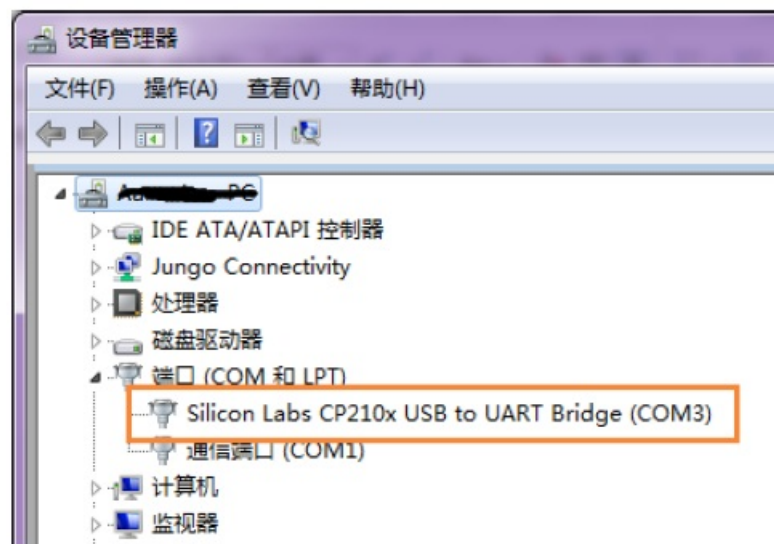 设备管理器
文件(F) 操作(A) 查看(V) 帮助(H)
IDE ATA/ATAPI 控制器
Jungo Connectivity
处理器
磁盘驱动器
端口 (COM 和 LPT)
Silicon Labs CP210x USB to UART Bridge (COM3)
通信端口 (COM1)
计算机
监视器